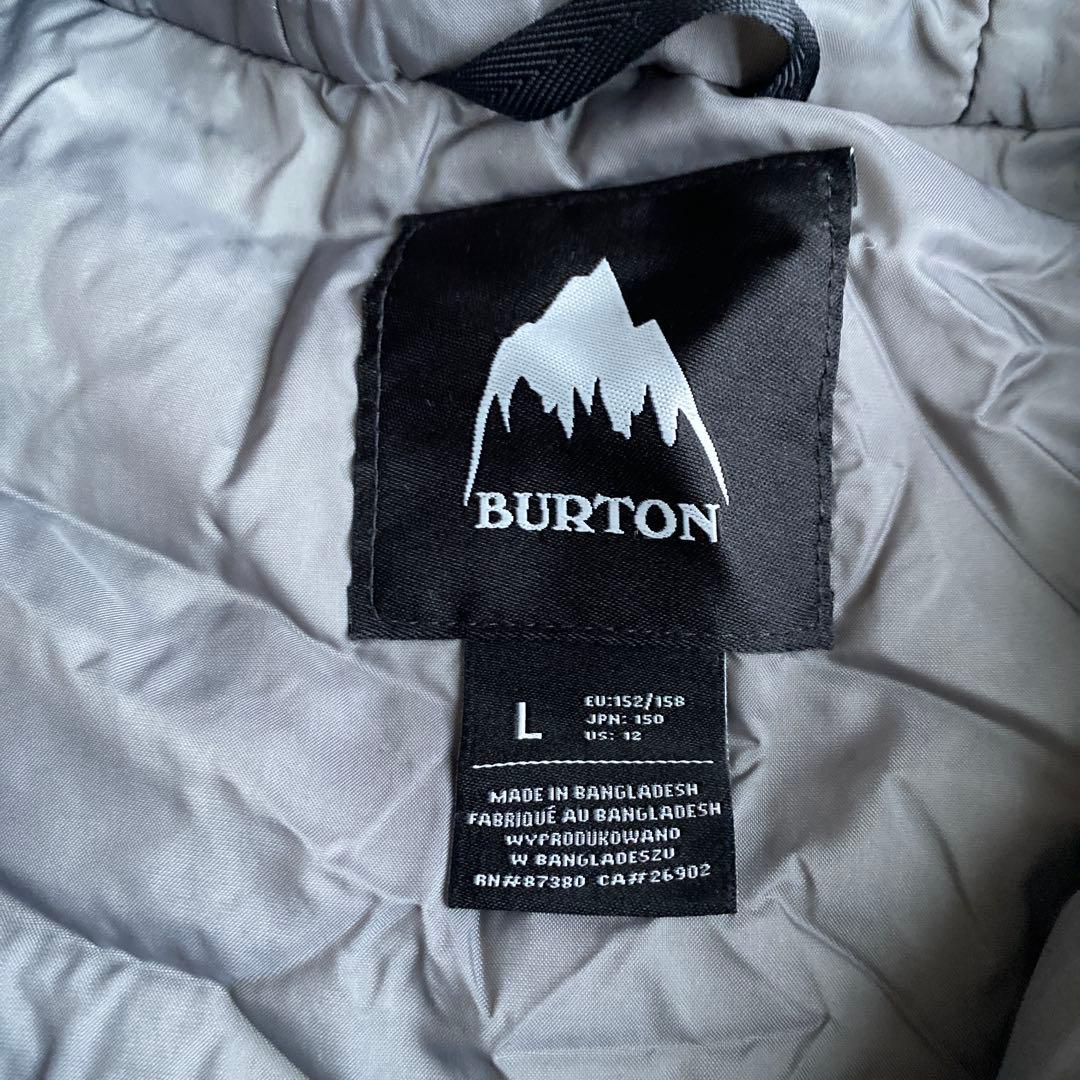 BURTON
L
EU:152/158
JPN: 150
US: 12
MADE IN BANGLADESH
FABRIQUÉ AU BANGLADESH
WYPRODUKOWANO
W BANGLADESZU
RN#87380 CA#26902